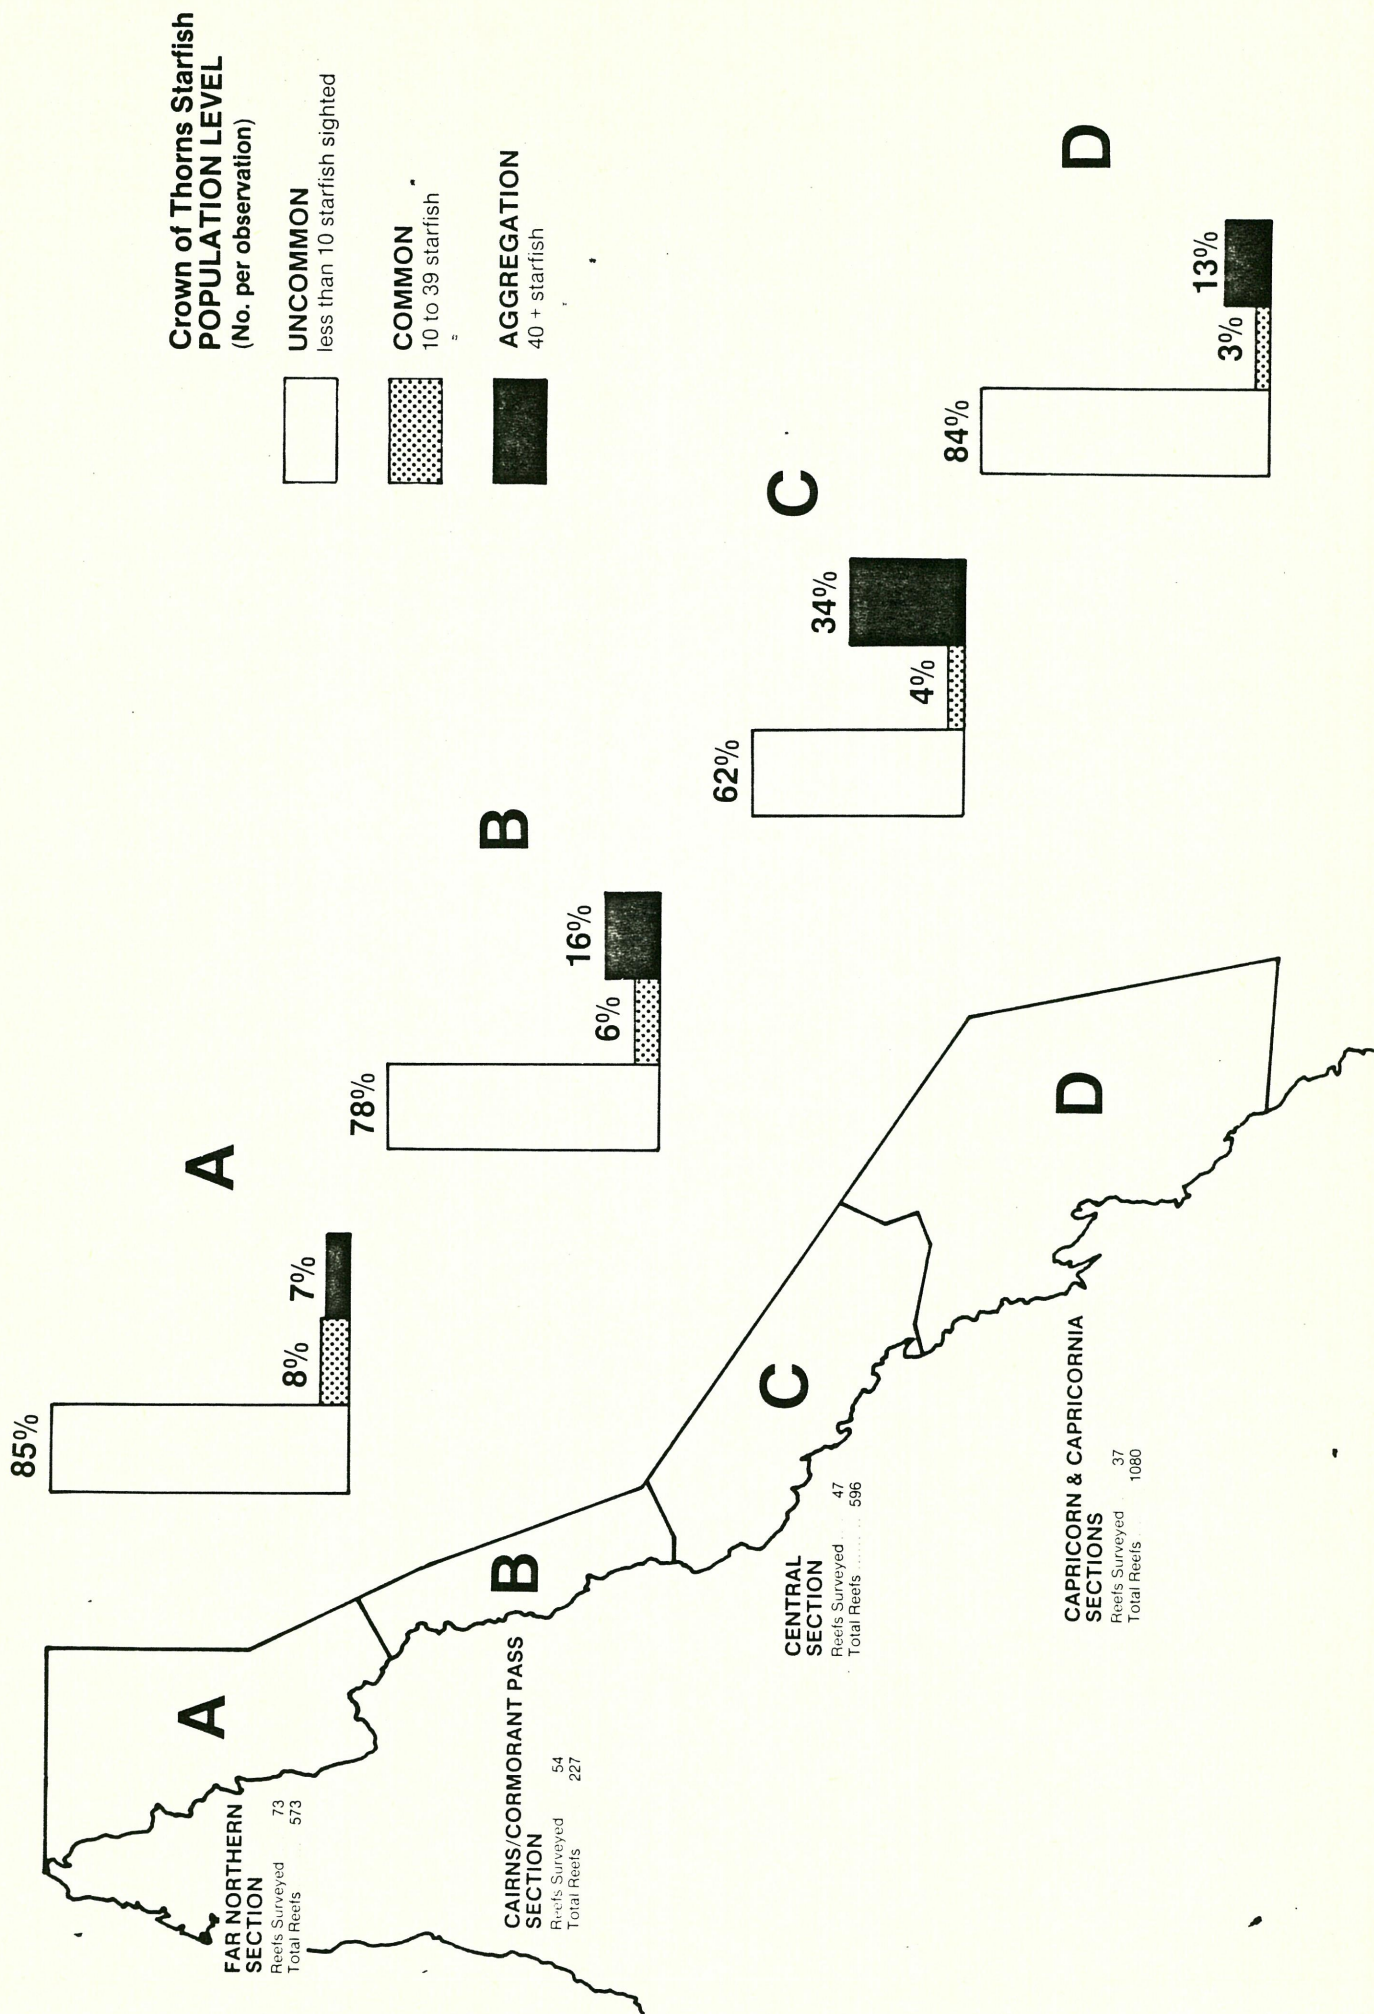 Crown of Thorns Starfish
POPULATION LEVEL
(No. per observation)
UNCOMMON
less than 10 starfish sighted
COMMON
10 to 39 starfish
AGGREGATION
40 + starfish
A
85%
8%
7%
B
78%
6%
16%
C
62%
4%
34%
D
84%
3%
13%
A
FAR NORTHERN
SECTION
Reefs Surveyed 73
Total Reefs 573
B
CAIRNS/CORMORANT PASS
SECTION
Reefs Surveyed 54
Total Reefs 227
C
CENTRAL
SECTION
Reefs Surveyed 47
Total Reefs ....... 596
D
CAPRICORN & CAPRICORNIA
SECTIONS
Reefs Surveyed 37
Total Reefs 1080